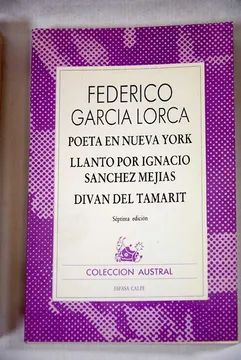 FEDERICO
GARCIA LORCA
POETA EN NUEVA YORK
LLANTO POR IGNACIO
SANCHEZ MEJIAS
DIVAN DEL TAMARIT
Séptima edición
COLECCION AUSTRAL
ESPASA CALPE